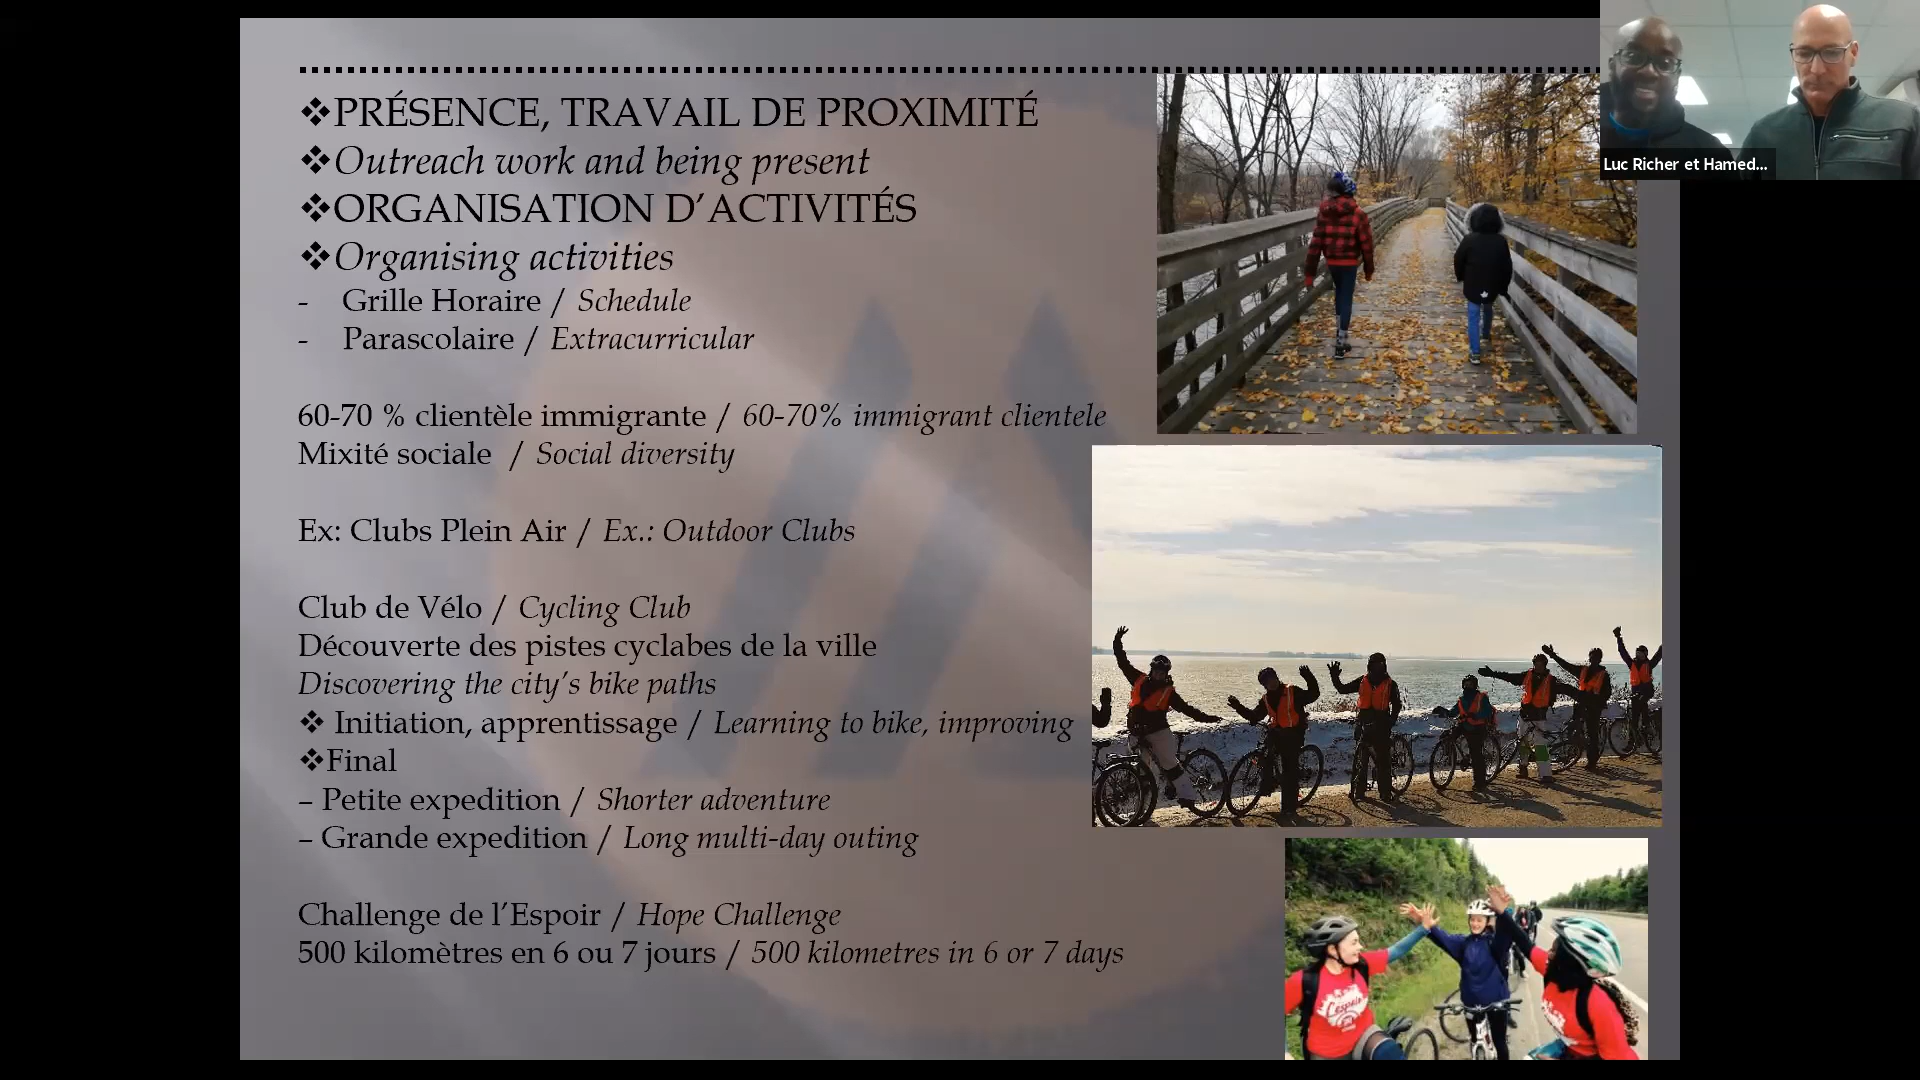 ❖PRÉSENCE, TRAVAIL DE PROXIMITÉ
❖Outreach work and being present
❖ORGANISATION D’ACTIVITÉS
❖Organising activities
- Grille Horaire / Schedule
- Parascolaire / Extracurricular
60-70 % clientèle immigrante / 60-70% immigrant clientele
Mixité sociale / Social diversity
Ex: Clubs Plein Air / Ex.: Outdoor Clubs
Club de Vélo / Cycling Club
Découverte des pistes cyclabes de la ville
Discovering the city’s bike paths
❖ Initiation, apprentissage / Learning to bike, improving
❖Final
– Petite expedition / Shorter adventure
– Grande expedition / Long multi-day outing
Challenge de l’Espoir / Hope Challenge
500 kilomètres en 6 ou 7 jours / 500 kilometres in 6 or 7 days
Luc Richer et Hamed...